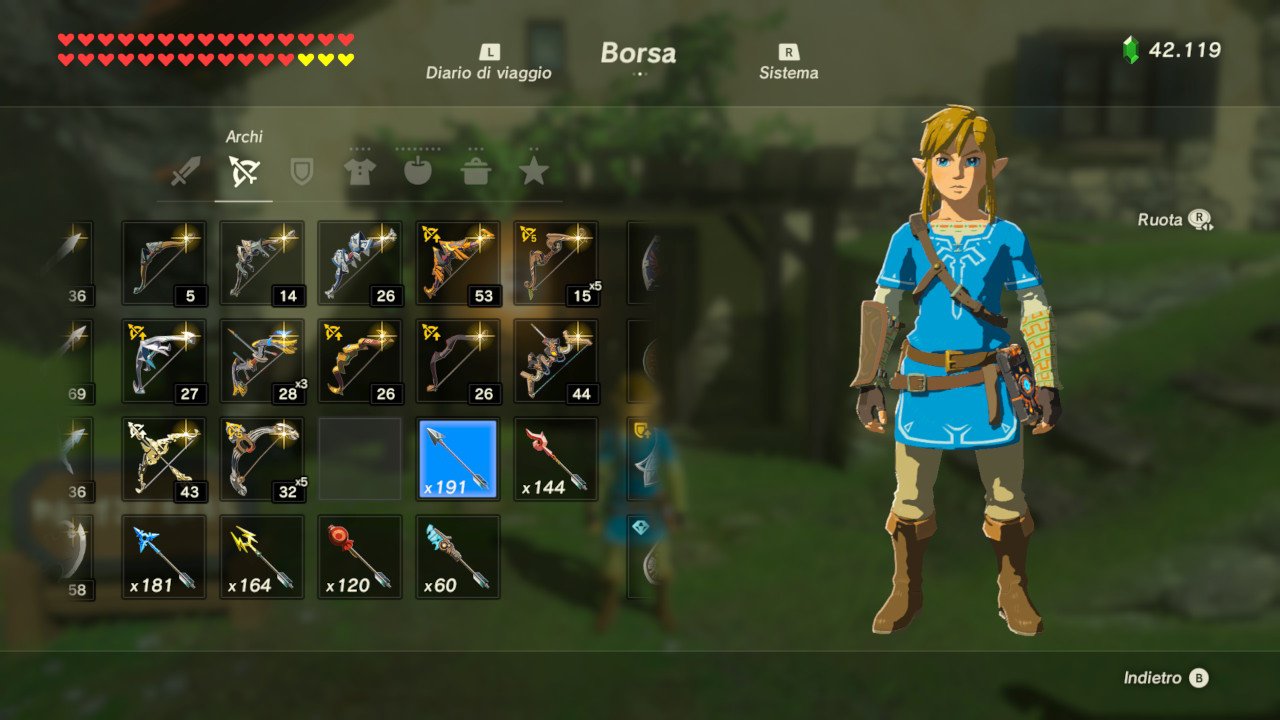 L
Borsa
R
42.119
Diario di viaggio
Sistema
Archi
Ruota R
36
5
14
26
53
5
15 x5
69
27
28 x3
26
26
44
36
43
32 x5
x191
x144
58
x181
x164
x120
x60
Indietro B